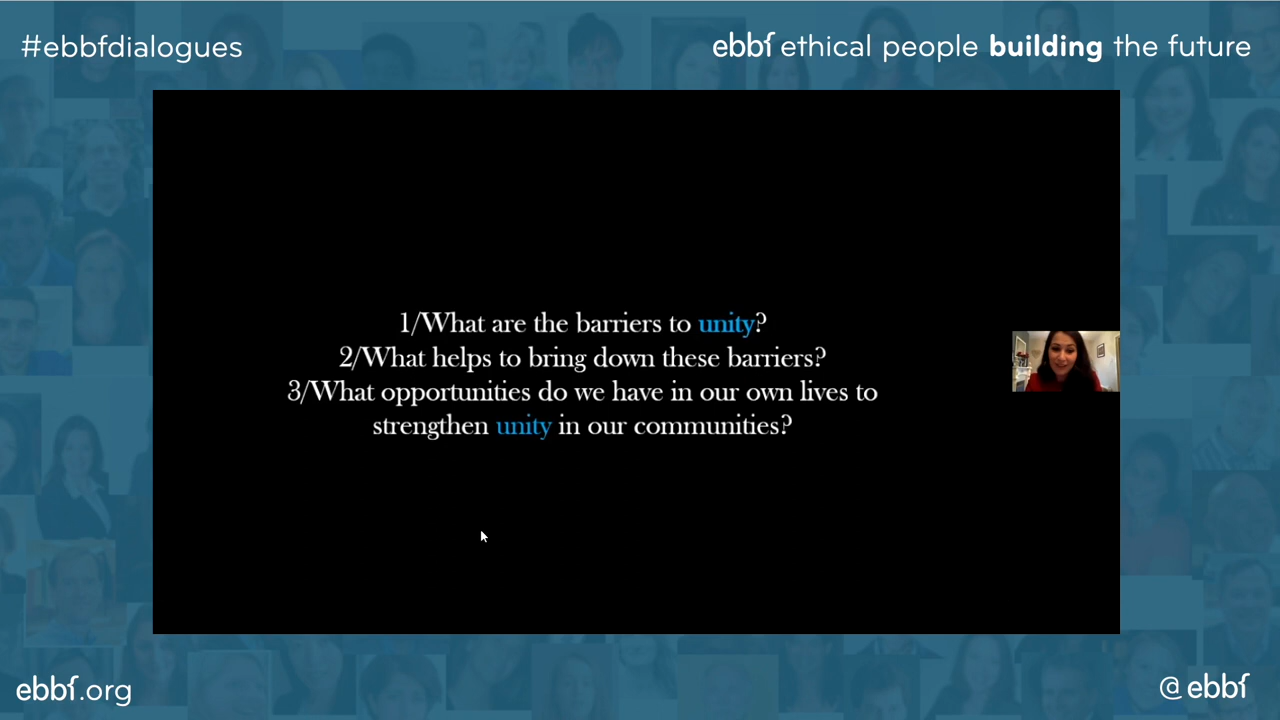 #ebbfdialogues
ebbf ethical people building the future
1/What are the barriers to unity?
2/What helps to bring down these barriers?
3/What opportunities do we have in our own lives to
strengthen unity in our communities?
ebbf.org
@ebbf